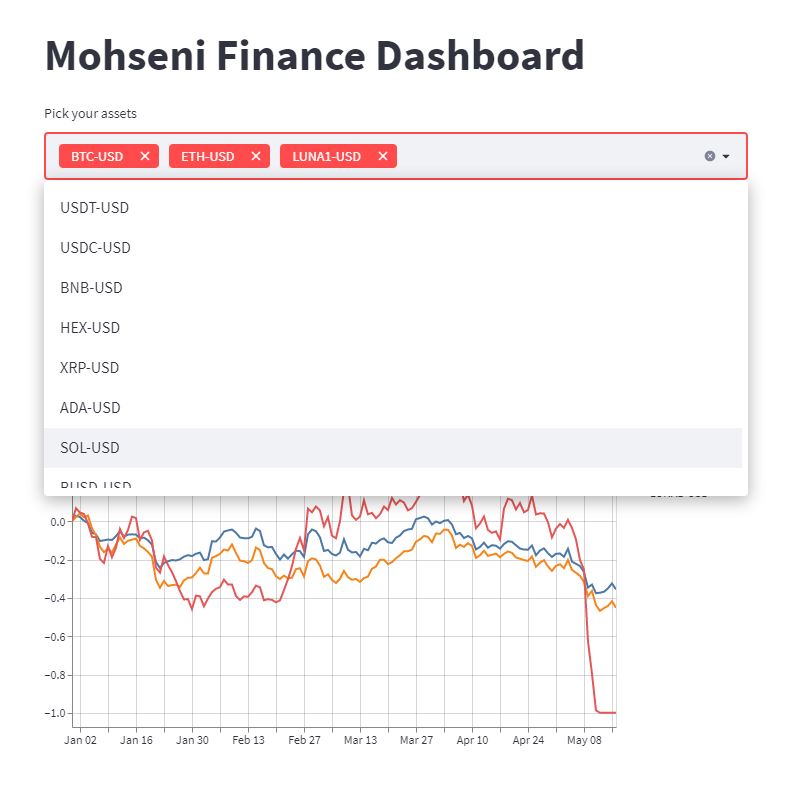 Mohseni Finance Dashboard
Pick your assets
BTC-USD ETH-USD LUNA1-USD
USDT-USD
USDC-USD
BNB-USD
HEX-USD
XRP-USD
ADA-USD
SOL-USD
BUSD-USD
0.0
−0.2
−0.4
−0.6
−0.8
−1.0
Jan 02 Jan 16 Jan 30 Feb 13 Feb 27 Mar 13 Mar 27 Apr 10 Apr 24 May 08